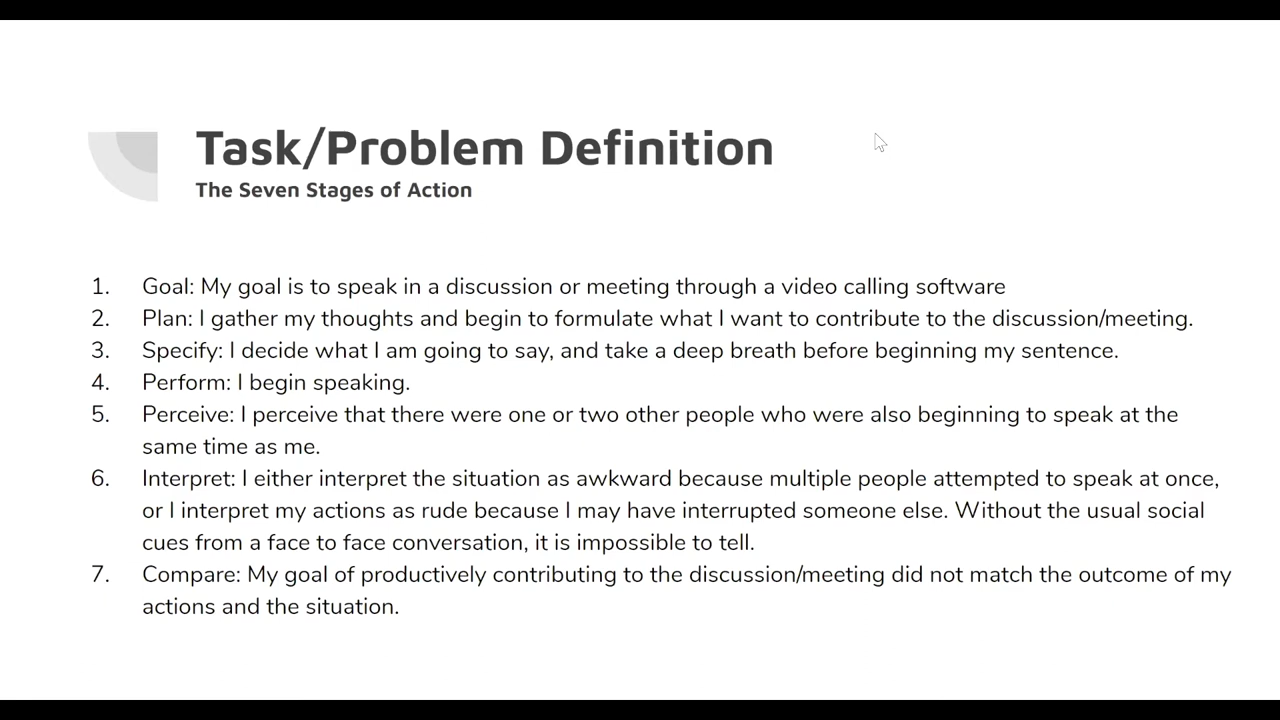 Task/Problem Definition
The Seven Stages of Action
1. Goal: My goal is to speak in a discussion or meeting through a video calling software
2. Plan: I gather my thoughts and begin to formulate what I want to contribute to the discussion/meeting.
3. Specify: I decide what I am going to say, and take a deep breath before beginning my sentence.
4. Perform: I begin speaking.
5. Perceive: I perceive that there were one or two other people who were also beginning to speak at the
same time as me.
6. Interpret: I either interpret the situation as awkward because multiple people attempted to speak at once,
or I interpret my actions as rude because I may have interrupted someone else. Without the usual social
cues from a face to face conversation, it is impossible to tell.
7. Compare: My goal of productively contributing to the discussion/meeting did not match the outcome of my
actions and the situation.